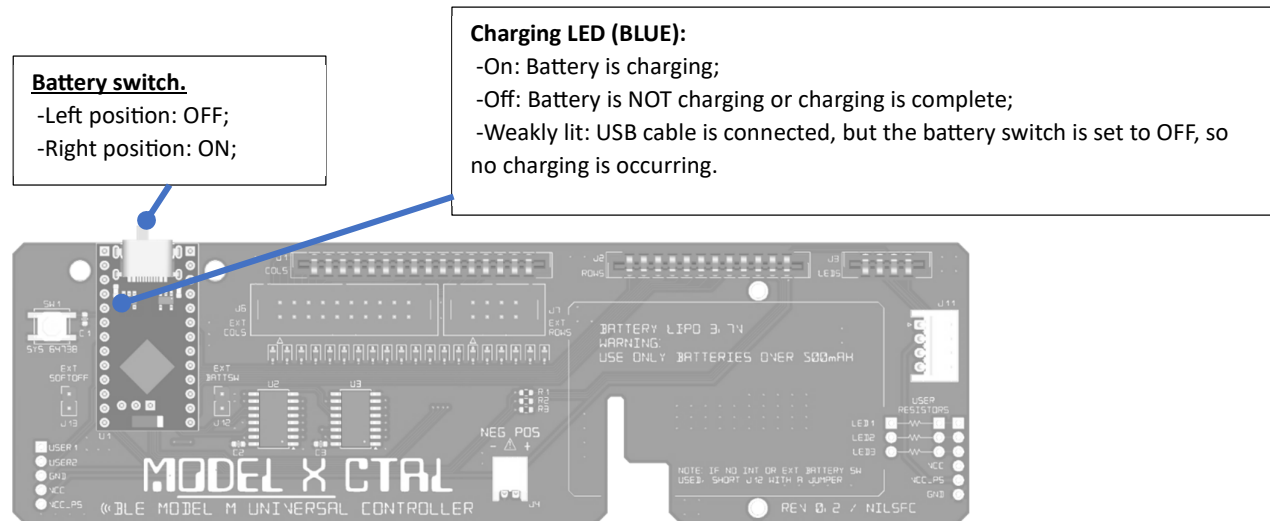 Battery switch.
-Left position: OFF;
-Right position: ON;
Charging LED (BLUE):
-On: Battery is charging;
-Off: Battery is NOT charging or charging is complete;
-Weakly lit: USB cable is connected, but the battery switch is set to OFF, so
no charging is occurring.
J1
COLS
J2
ROWS
J3
LEDS
SW1
C1
SYS 64738
J6
EXT
COLS
J7
EXT
ROWS
J11
BATTERY LIPO 3.7V
WARNING:
USE ONLY BATTERIES OVER 500mAH
EXT
SOFTOFF
J13
EXT
BATTSW
J12
U1
U2
U3
C2
C3
R1
R2
R3
USER
RESISTORS
LED1
LED2
LED3
VCC
VCC_PS
GND
NEG POS
- +
J4
USER1
USER2
GND
VCC
VCC_PS
MODEL X CTRL
BLE MODEL M UNIVERSAL CONTROLLER
NOTE: IF NO INT OR EXT BATTERY SW
USED, SHORT J12 WITH A JUMPER
REV 0.2 / NILSFC